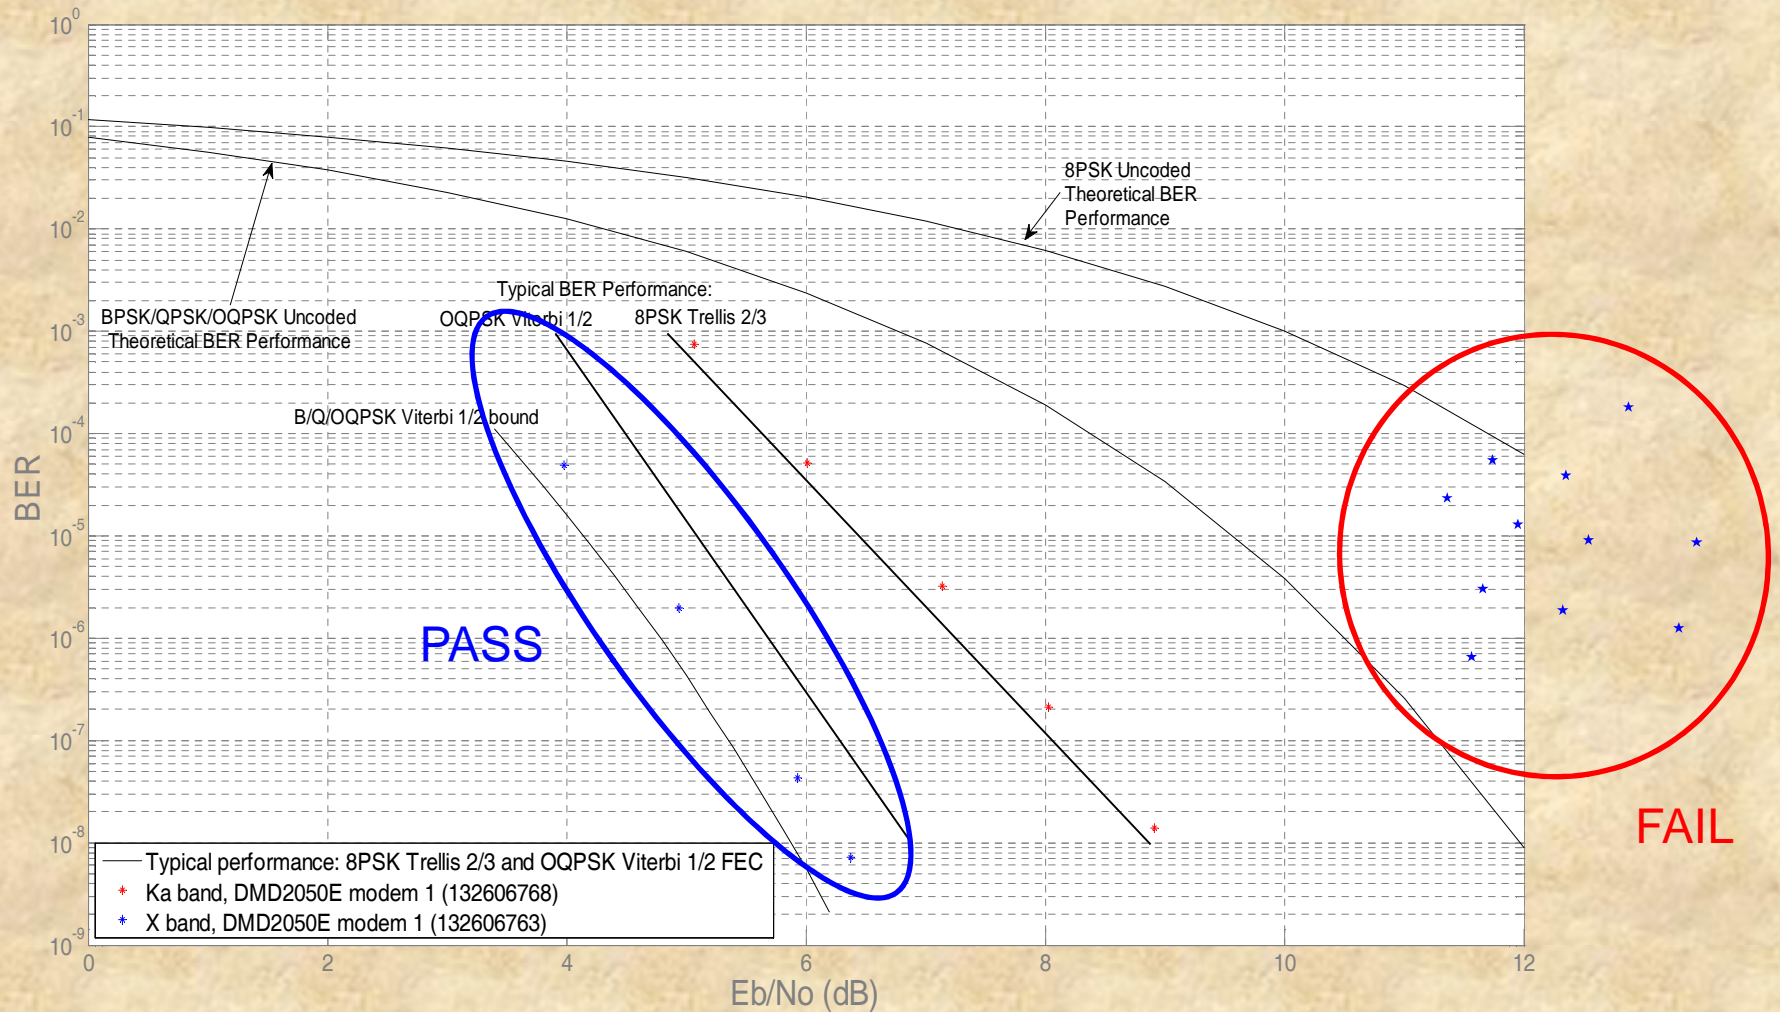 10^0
10^-1
10^-2
10^-3
10^-4
10^-5
10^-6
10^-7
10^-8
10^-9
BER
8PSK Uncoded
Theoretical BER
Performance
Typical BER Performance:
BPSK/QPSK/OQPSK Uncoded
Theoretical BER Performance
OQPSK Viterbi 1/2
8PSK Trellis 2/3
B/Q/OQPSK Viterbi 1/2 bound
PASS
FAIL
Typical performance: 8PSK Trellis 2/3 and OQPSK Viterbi 1/2 FEC
Ka band, DMD2050E modem 1 (132606768)
X band, DMD2050E modem 1 (132606763)
0 2 4 6 8 10 12
Eb/No (dB)